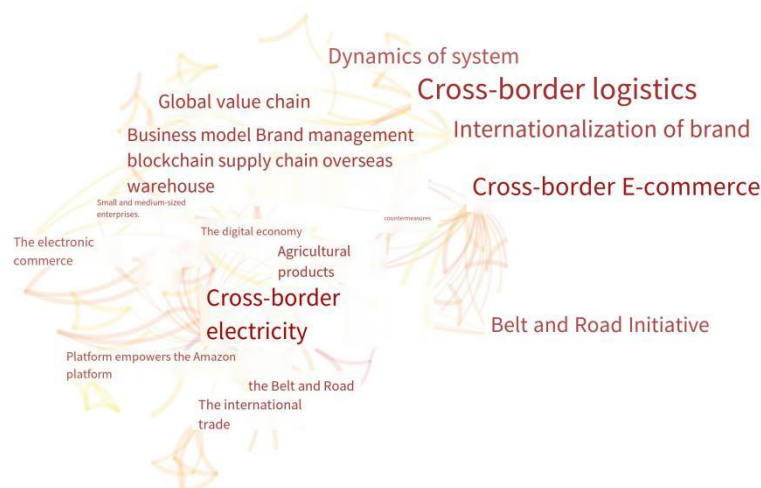 Dynamics of system
Cross-border logistics
Global value chain
Internationalization of brand
Business model Brand management
blockchain supply chain overseas
warehouse
Cross-border E-commerce
Small and medium-sized
enterprises.
countermeasures
The digital economy
The electronic
commerce
Agricultural
products
Cross-border
electricity
Belt and Road Initiative
Platform empowers the Amazon
platform
the Belt and Road
The international
trade